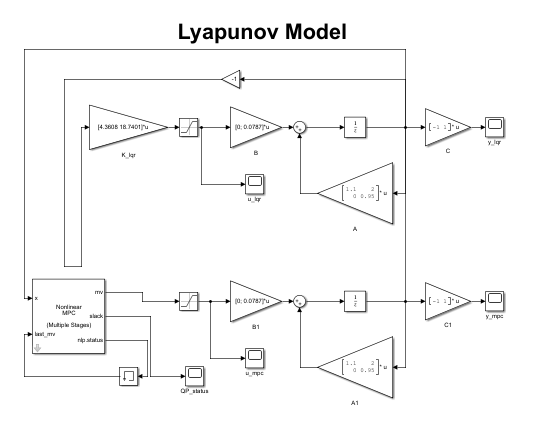 Lyapunov Model
-1
[4.3608 18.7401]*u
K_lqr
[0; 0.0787]*u
B
1
z
[-1 1]* u
C
y_lqr
u_lqr
1.1 2
0 0.95
* u
A
x
mv
Nonlinear
MPC
(Multiple Stages)
slack
last_mv
nlp.status
[0; 0.0787]*u
B1
1
z
[-1 1]* u
C1
y_mpc
u_mpc
QP_status
1.1 2
0 0.95
* u
A1